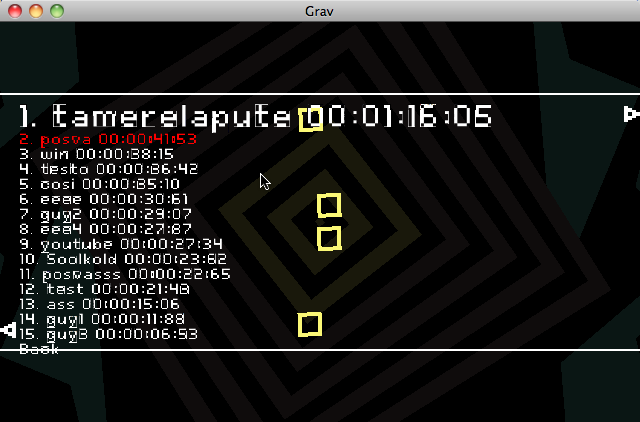 Grav
1. tamerelapute 00:01:16:05
2. posva 00:00:41:53
3. win 00:00:38:15
4. testo 00:00:36:42
5. cosi 00:00:35:10
6. eeae 00:00:30:61
7. guy2 00:00:29:07
8. eea4 00:00:27:87
9. youtube 00:00:27:34
10. Soolkold 00:00:23:62
11. poswasss 00:00:22:65
12. test 00:00:21:48
13. ass 00:00:15:06
14. guy1 00:00:11:88
15. guy3 00:00:06:53
Back